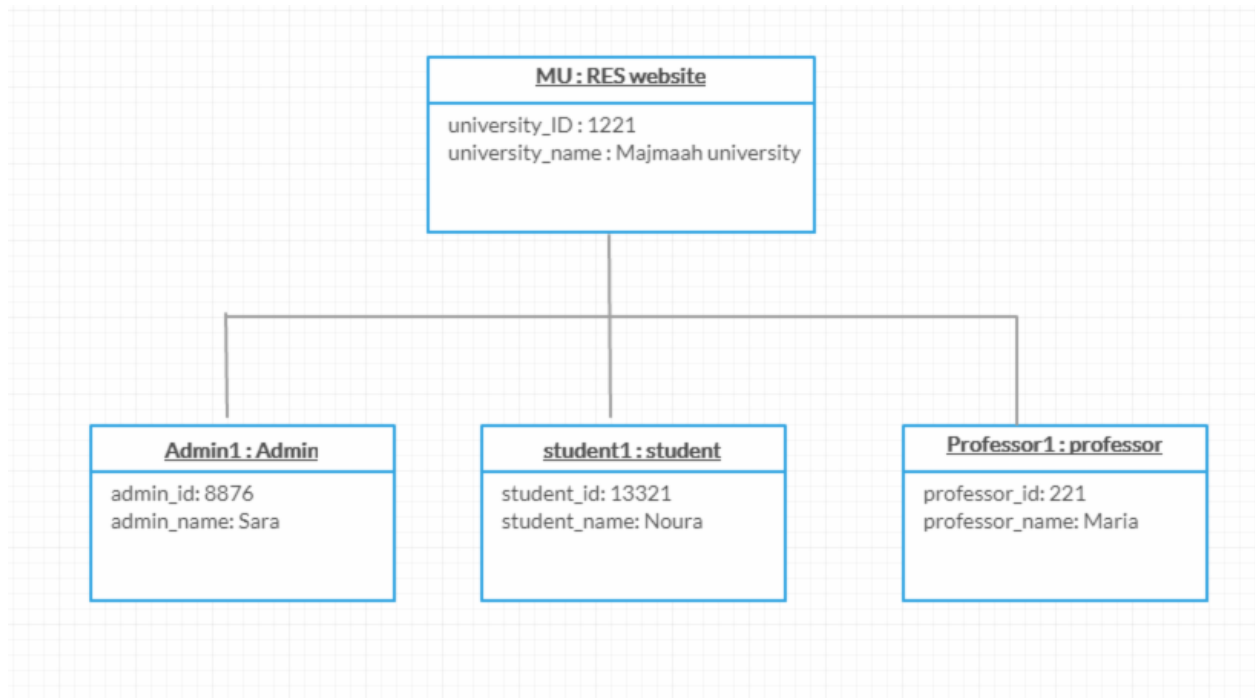 MU : RES website
university_ID : 1221
university_name : Majmaah university
Admin1 : Admin
admin_id: 8876
admin_name: Sara
student1 : student
student_id: 13321
student_name: Noura
Professor1 : professor
professor_id: 221
professor_name: Maria